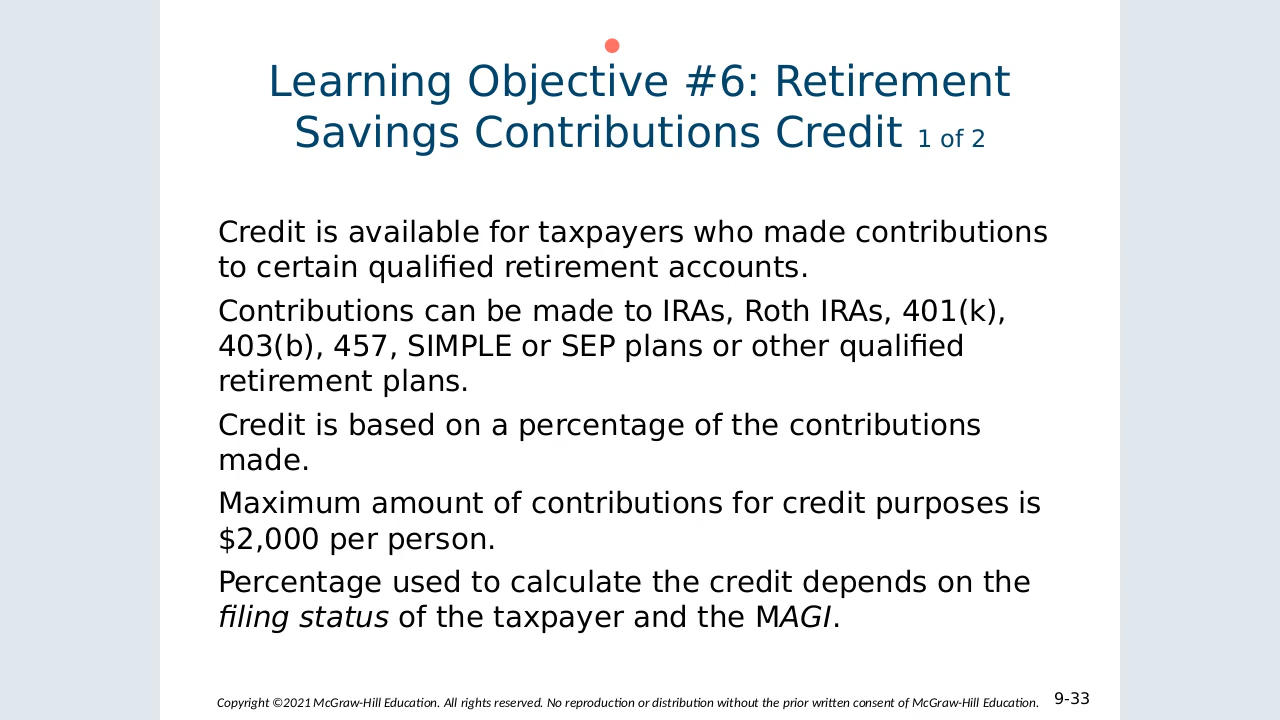 Learning Objective #6: Retirement
Savings Contributions Credit 1 of 2
Credit is available for taxpayers who made contributions
to certain qualified retirement accounts.
Contributions can be made to IRAs, Roth IRAs, 401(k),
403(b), 457, SIMPLE or SEP plans or other qualified
retirement plans.
Credit is based on a percentage of the contributions
made.
Maximum amount of contributions for credit purposes is
$2,000 per person.
Percentage used to calculate the credit depends on the
filing status of the taxpayer and the MAGI.
Copyright ©2021 McGraw-Hill Education. All rights reserved. No reproduction or distribution without the prior written consent of McGraw-Hill Education. 9-33